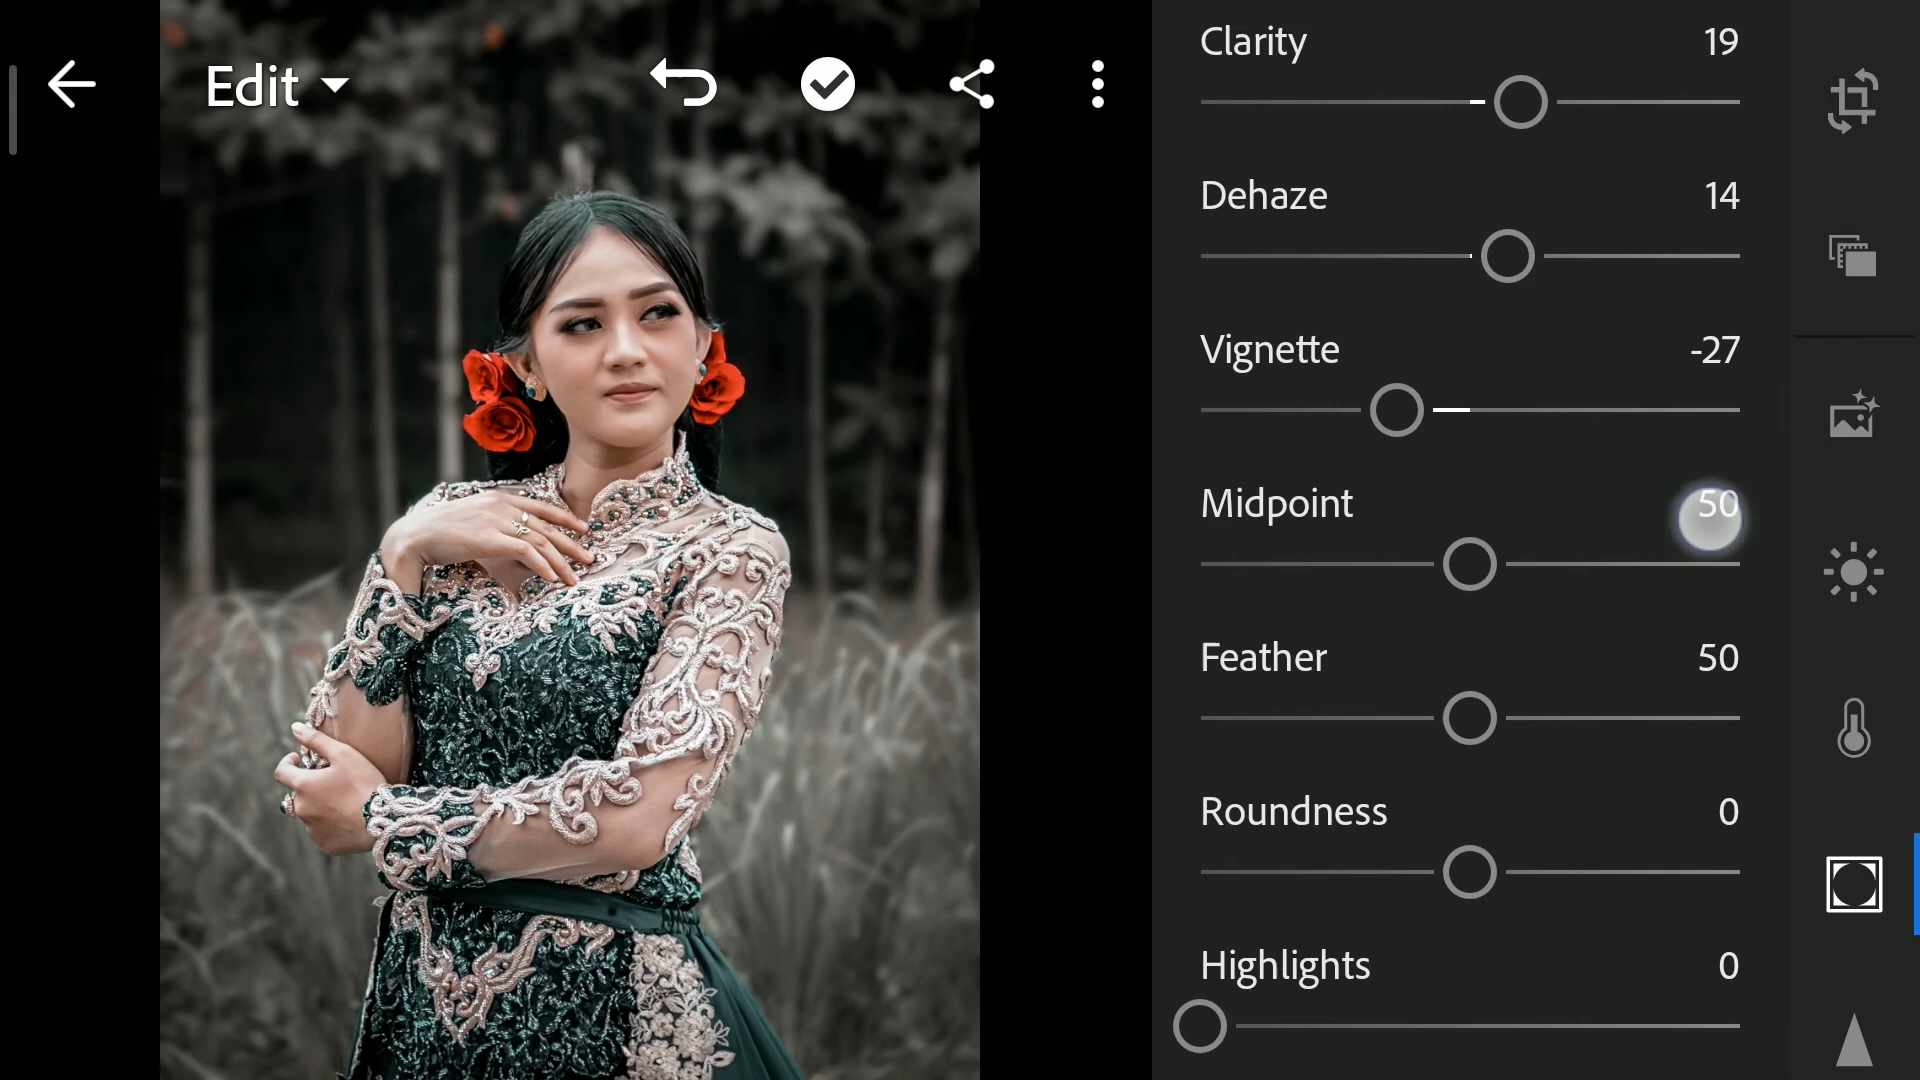 Edit
Clarity 19
Dehaze 14
Vignette -27
Midpoint 50
Feather 50
Roundness 0
Highlights 0